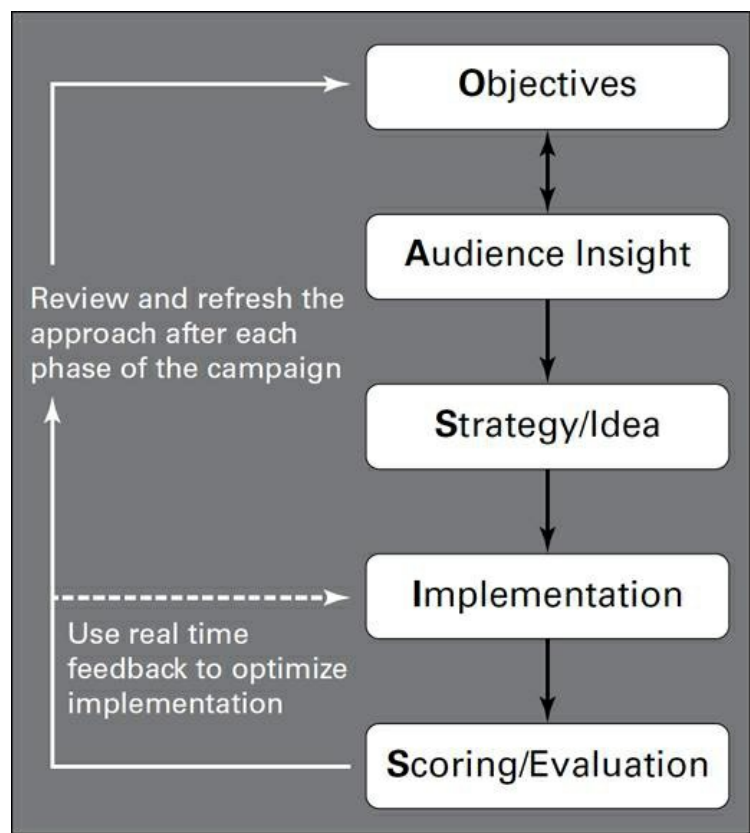 Objectives
Audience Insight
Review and refresh the
approach after each
phase of the campaign
Strategy/Idea
Implementation
Use real time
feedback to optimize
implementation
Scoring/Evaluation